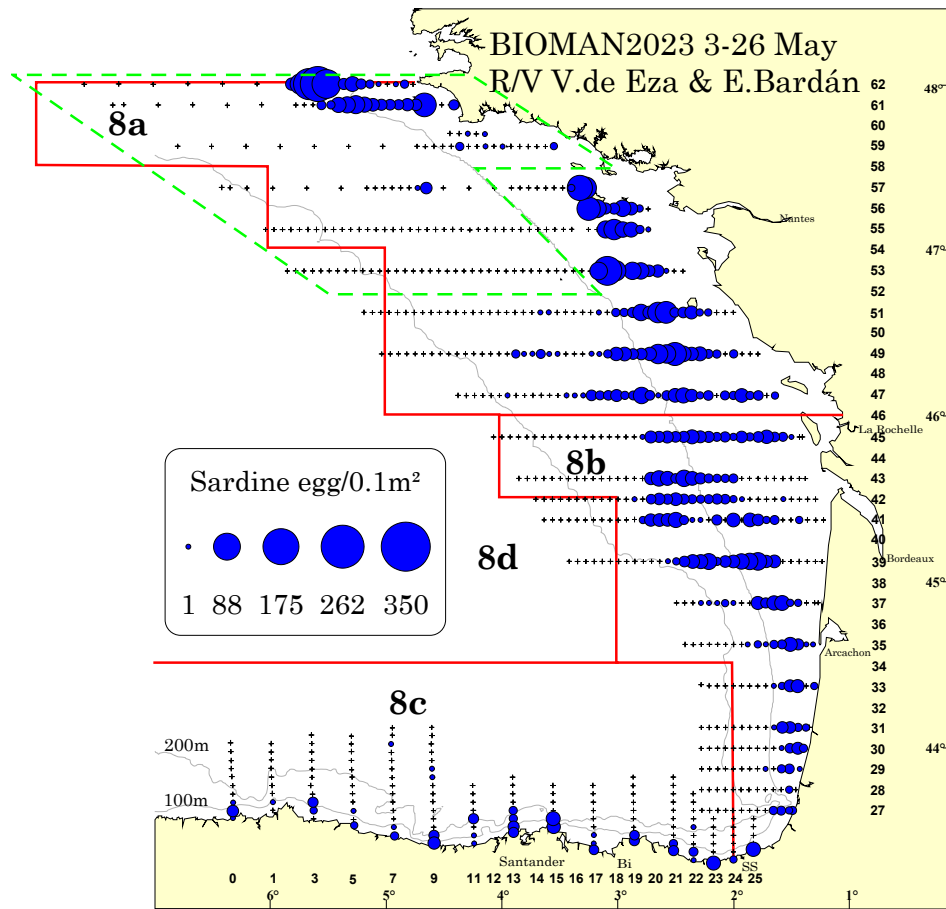 BIOMAN2023 3-26 May
R/V V.de Eza & E.Bardán
62
48°
61
8a
60
59
58
57
56
Nantes
55
54
47°
53
52
51
50
49
48
47
46
46°
La Rochelle
45
44
8b
43
Sardine egg/0.1m²
42
41
40
8d
39
Bordeaux
38
45°
1 88 175 262 350
37
36
35
Arcachon
34
33
8c
32
31
200m
30
44°
29
28
100m
27
Santander Bi SS
0 1 3 5 7 9 11 12 13 14 15 16 17 18 19 20 21 22 23 24 25
6° 5° 4° 3° 2° 1°